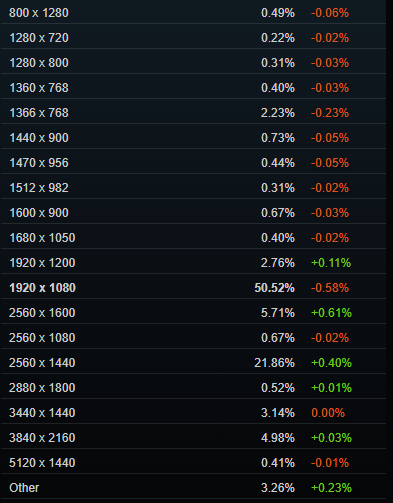 800 x 1280 0.49% -0.06%
1280 x 720 0.22% -0.02%
1280 x 800 0.31% -0.03%
1360 x 768 0.40% -0.03%
1366 x 768 2.23% -0.23%
1440 x 900 0.73% -0.05%
1470 x 956 0.44% -0.05%
1512 x 982 0.31% -0.02%
1600 x 900 0.67% -0.03%
1680 x 1050 0.40% -0.02%
1920 x 1200 2.76% +0.11%
1920 x 1080 50.52% -0.58%
2560 x 1600 5.71% +0.61%
2560 x 1080 0.67% -0.02%
2560 x 1440 21.86% +0.40%
2880 x 1800 0.52% +0.01%
3440 x 1440 3.14% 0.00%
3840 x 2160 4.98% +0.03%
5120 x 1440 0.41% -0.01%
Other 3.26% +0.23%